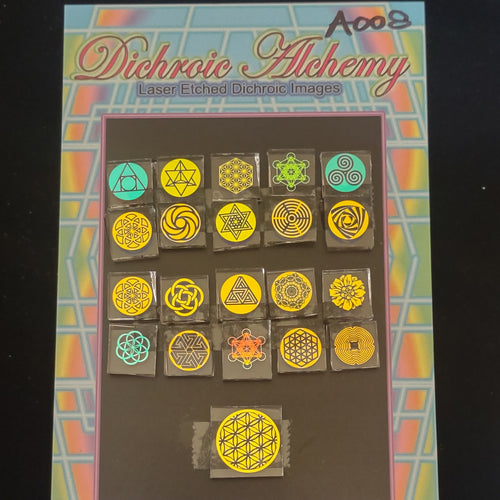 A008
Dichroic Alchemy
Laser Etched Dichroic Images